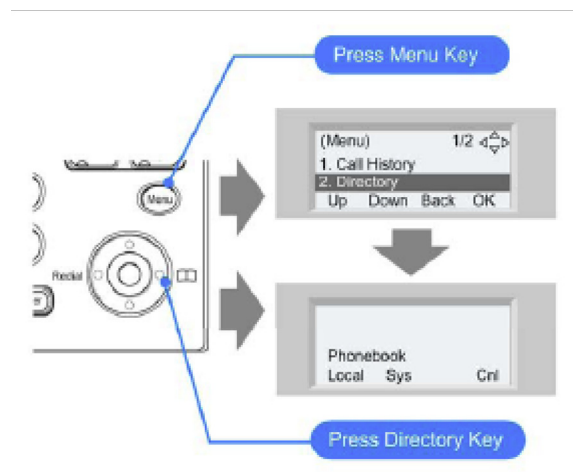 Press Menu Key
(Menu) 1/2
1. Call History
2. Directory
Up Down Back OK
Menu
Redial
Phonebook
Local Sys Cnl
Press Directory Key